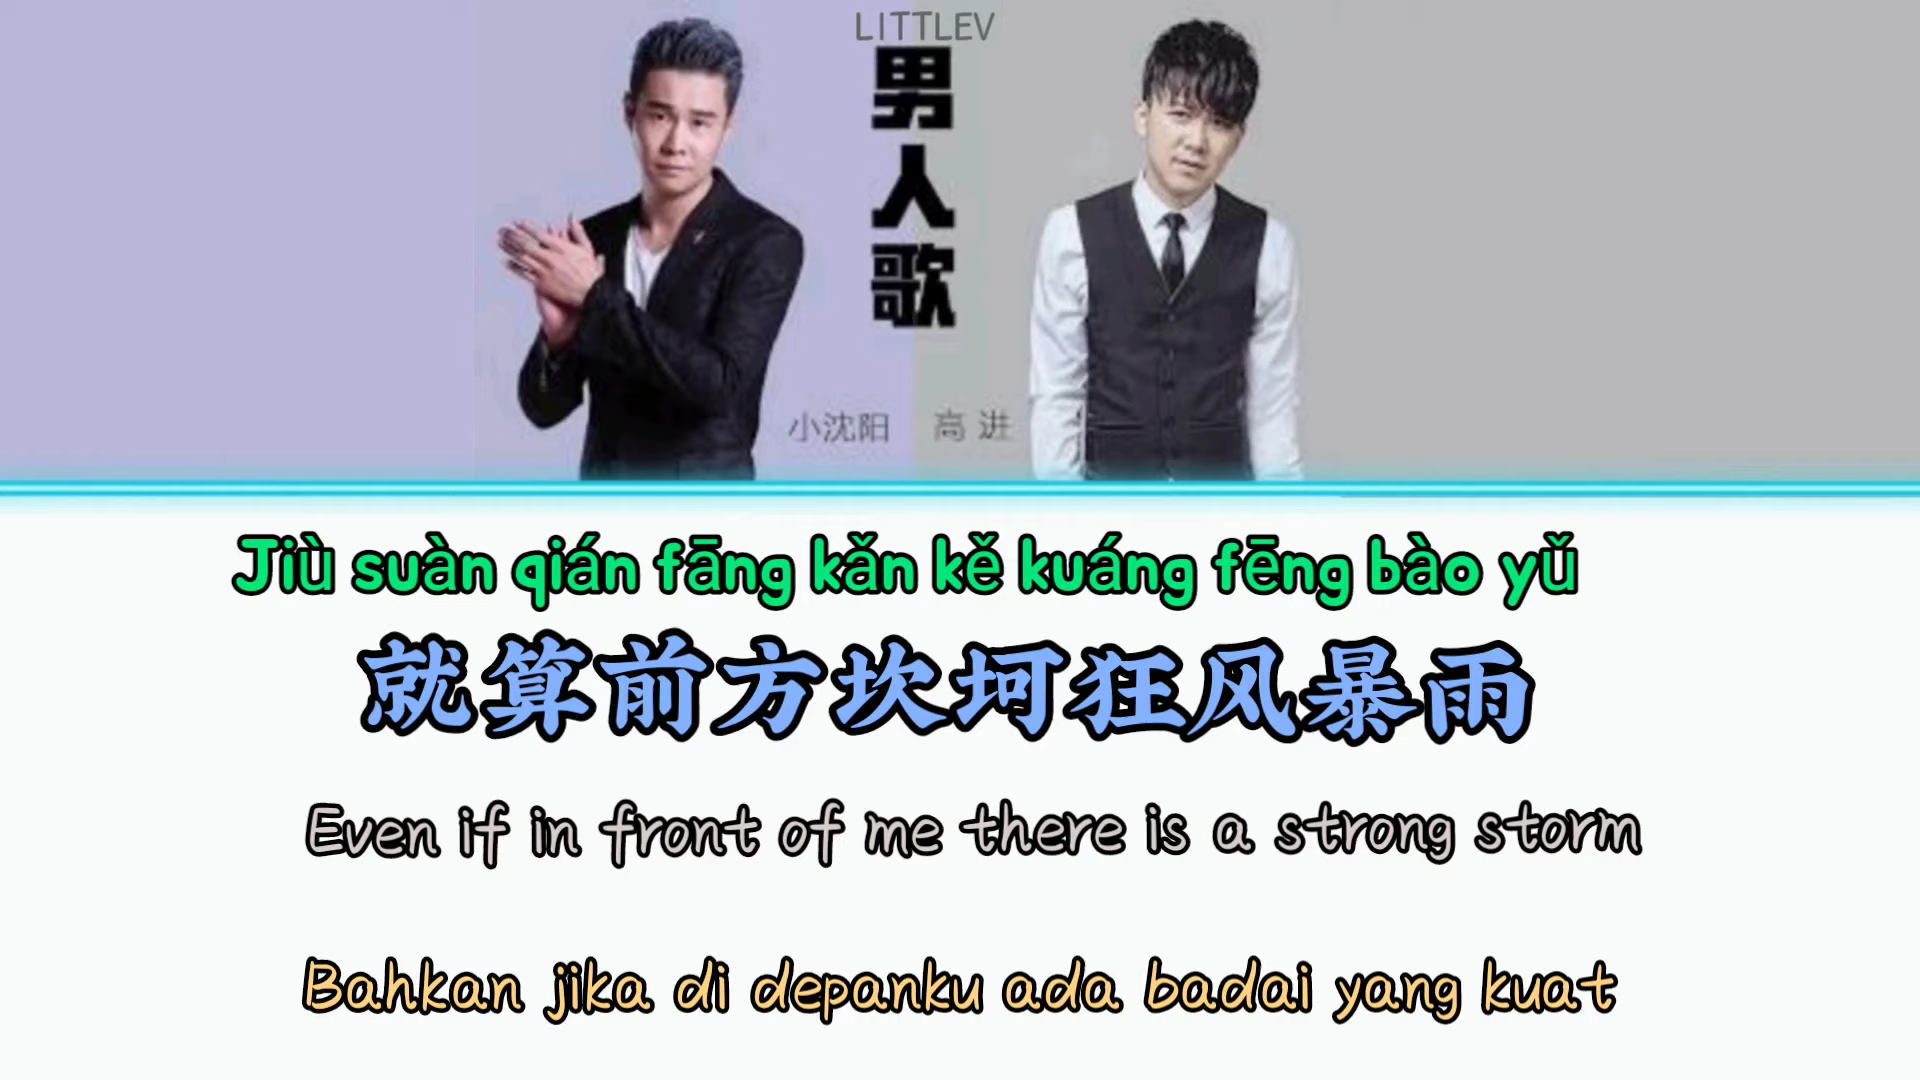 LITTLEV
男人歌
小沈阳 高进
Jiù suàn qián fāng kǎn kě kuáng fēng bào yǔ
就算前方坎坷狂风暴雨
Even if in front of me there is a strong storm
Bahkan jika di depanku ada badai yang kuat